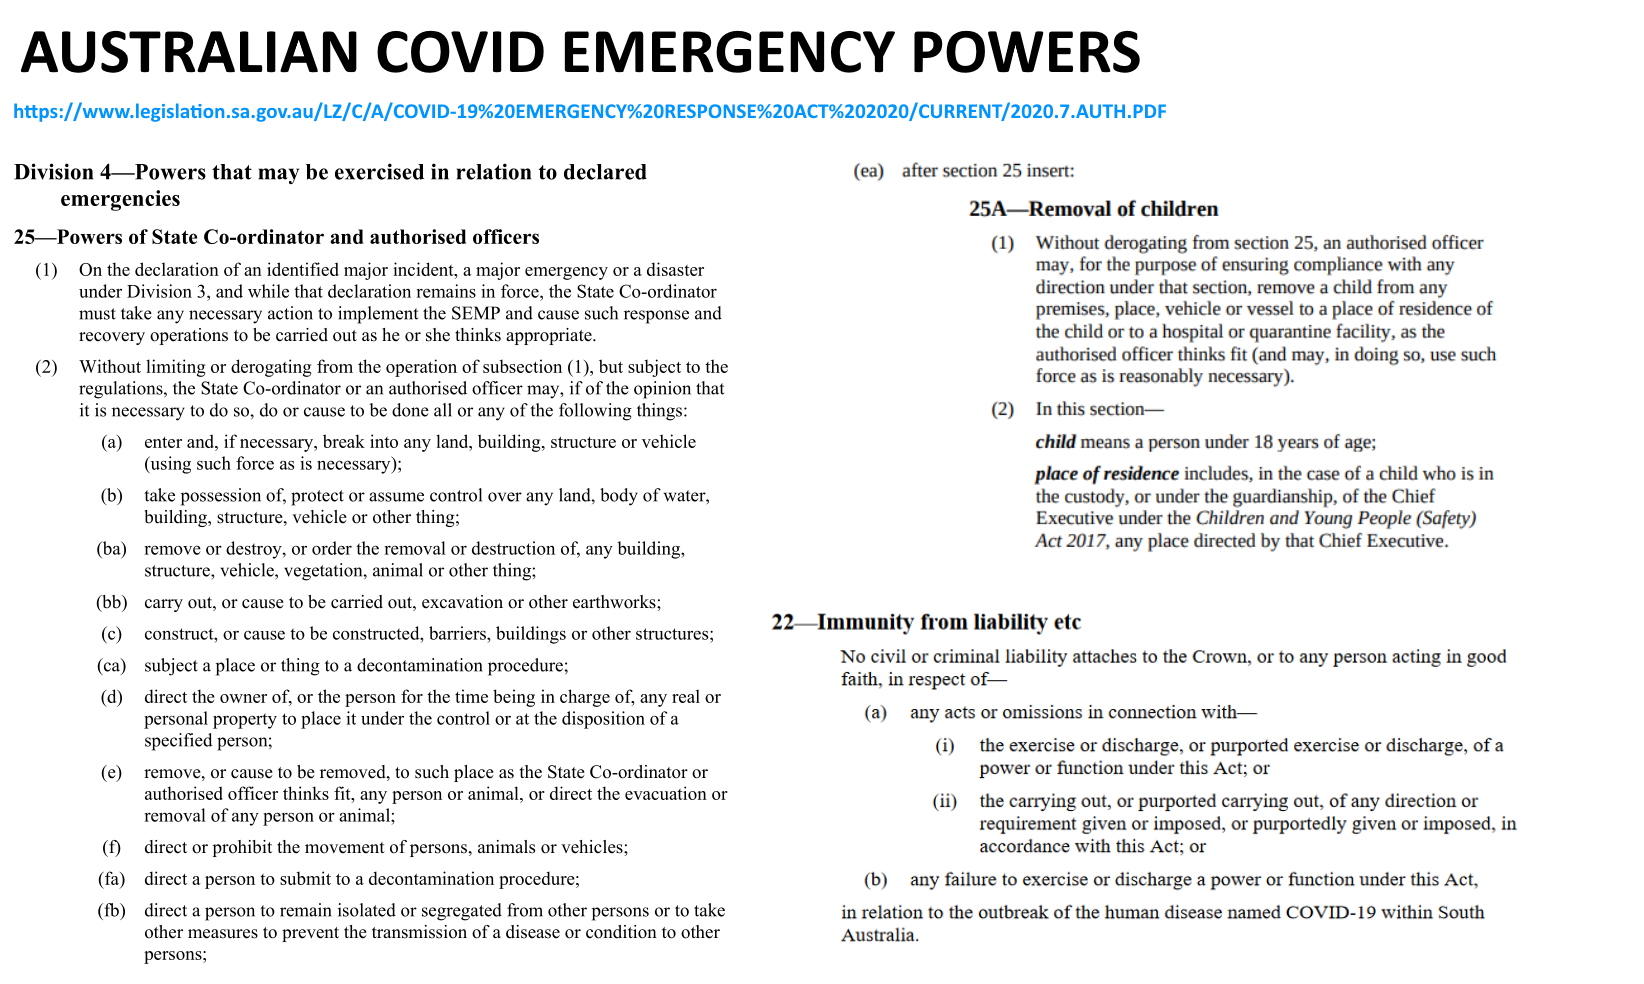 AUSTRALIAN COVID EMERGENCY POWERS
https://www.legislation.sa.gov.au/LZ/C/A/COVID-19%20EMERGENCY%20RESPONSE%20ACT%202020/CURRENT/2020.7.AUTH.PDF
Division 4—Powers that may be exercised in relation to declared
emergencies
25—Powers of State Co-ordinator and authorised officers
(1) On the declaration of an identified major incident, a major emergency or a disaster
under Division 3, and while that declaration remains in force, the State Co-ordinator
must take any necessary action to implement the SEMP and cause such response and
recovery operations to be carried out as he or she thinks appropriate.
(2) Without limiting or derogating from the operation of subsection (1), but subject to the
regulations, the State Co-ordinator or an authorised officer may, if of the opinion that
it is necessary to do so, do or cause to be done all or any of the following things:
(a) enter and, if necessary, break into any land, building, structure or vehicle
(using such force as is necessary);
(b) take possession of, protect or assume control over any land, body of water,
building, structure, vehicle or other thing;
(ba) remove or destroy, or order the removal or destruction of, any building,
structure, vehicle, vegetation, animal or other thing;
(bb) carry out, or cause to be carried out, excavation or other earthworks;
(c) construct, or cause to be constructed, barriers, buildings or other structures;
(ca) subject a place or thing to a decontamination procedure;
(d) direct the owner of, or the person for the time being in charge of, any real or
personal property to place it under the control or at the disposition of a
specified person;
(e) remove, or cause to be removed, to such place as the State Co-ordinator or
authorised officer thinks fit, any person or animal, or direct the evacuation or
removal of any person or animal;
(f) direct or prohibit the movement of persons, animals or vehicles;
(fa) direct a person to submit to a decontamination procedure;
(fb) direct a person to remain isolated or segregated from other persons or to take
other measures to prevent the transmission of a disease or condition to other
persons;
(ea) after section 25 insert:
25A—Removal of children
(1) Without derogating from section 25, an authorised officer
may, for the purpose of ensuring compliance with any
direction under that section, remove a child from any
premises, place, vehicle or vessel to a place of residence of
the child or to a hospital or quarantine facility, as the
authorised officer thinks fit (and may, in doing so, use such
force as is reasonably necessary).
(2) In this section—
child means a person under 18 years of age;
place of residence includes, in the case of a child who is in
the custody, or under the guardianship, of the Chief
Executive under the Children and Young People (Safety)
Act 2017, any place directed by that Chief Executive.
22—Immunity from liability etc
No civil or criminal liability attaches to the Crown, or to any person acting in good
faith, in respect of—
(a) any acts or omissions in connection with—
(i) the exercise or discharge, or purported exercise or discharge, of a
power or function under this Act; or
(ii) the carrying out, or purported carrying out, of any direction or
requirement given or imposed, or purportedly given or imposed, in
accordance with this Act; or
(b) any failure to exercise or discharge a power or function under this Act,
in relation to the outbreak of the human disease named COVID-19 within South
Australia.